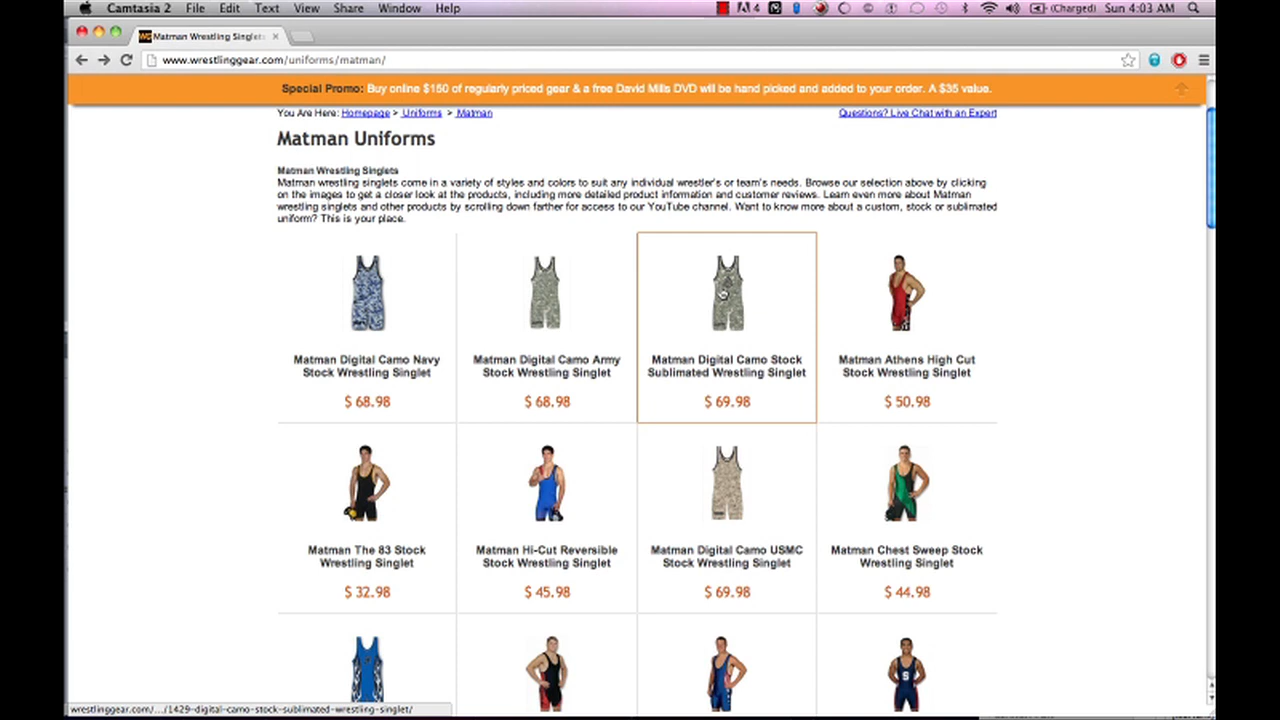 Camtasia 2 File Edit Text View Share Window Help
4 (Charged) Sun 4:03 AM
Matman Wrestling Singlets
www.wrestlinggear.com/uniforms/matman/
Special Promo: Buy online $150 of regularly priced gear & a free David Mills DVD will be hand picked and added to your order. A $35 value.
You Are Here: Homepage > Uniforms > Matman
Questions? Live Chat with an Expert
Matman Uniforms
Matman Wrestling Singlets
Matman wrestling singlets come in a variety of styles and colors to suit any individual wrestler's or team's needs. Browse our selection above by clicking
on the images to get a closer look at the products, including more detailed product information and customer reviews. Learn even more about Matman
wrestling singlets and other products by scrolling down farther for access to our YouTube channel. Want to know more about a custom, stock or sublimated
uniform? This is your place.
Matman Digital Camo Navy
Stock Wrestling Singlet
$ 68.98
Matman Digital Camo Army
Stock Wrestling Singlet
$ 68.98
Matman Digital Camo Stock
Sublimated Wrestling Singlet
$ 69.98
Matman Athens High Cut
Stock Wrestling Singlet
$ 50.98
Matman The 83 Stock
Wrestling Singlet
$ 32.98
Matman Hi-Cut Reversible
Stock Wrestling Singlet
$ 45.98
Matman Digital Camo USMC
Stock Wrestling Singlet
$ 69.98
Matman Chest Sweep Stock
Wrestling Singlet
$ 44.98
S
wrestlinggear.com/.../1429-digital-camo-stock-sublimated-wrestling-singlet/